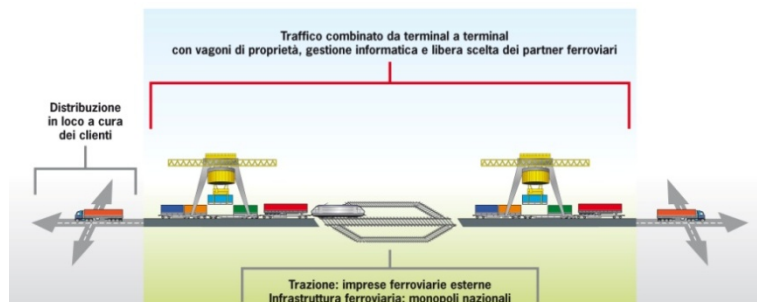 Traffico combinato da terminal a terminal
con vagoni di proprietà, gestione informatica e libera scelta dei partner ferroviari
Distribuzione
in loco a cura
dei clienti
Trazione: imprese ferroviarie esterne
Infrastruttura ferroviaria: monopoli nazionali